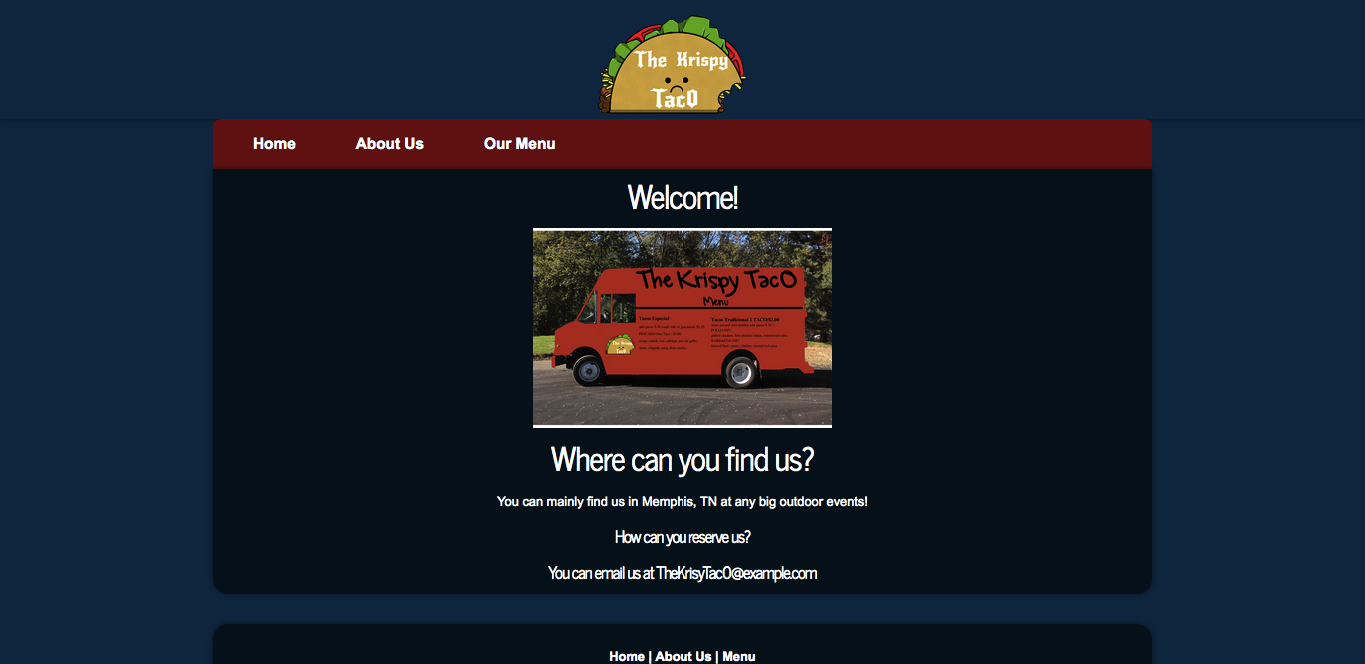 The Krispy
TacO
Home
About Us
Our Menu
Welcome!
The Krispy TacO
Menu
Tacos Especial
Tacos Traditional 1 TACO/$3.00
Where can you find us?
You can mainly find us in Memphis, TN at any big outdoor events!
How can you reserve us?
You can email us at TheKrisyTacO@example.com
Home | About Us | Menu